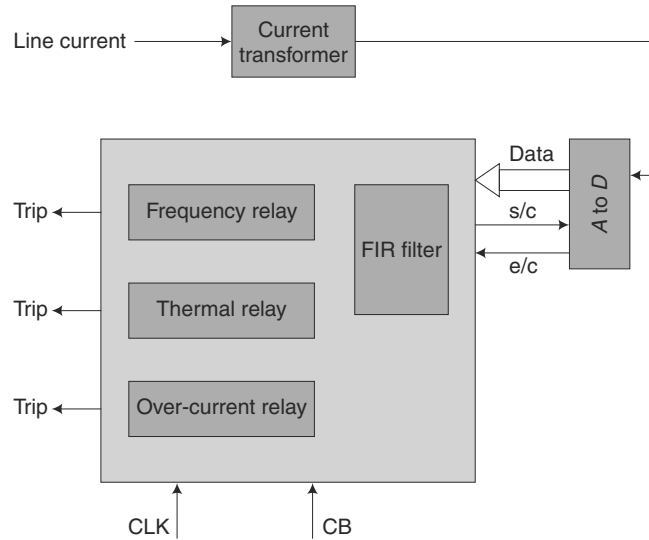 Line current
Current
transformer
Data
A to D
s/c
e/c
FIR filter
Trip
Frequency relay
Trip
Thermal relay
Trip
Over-current relay
CLK
CB